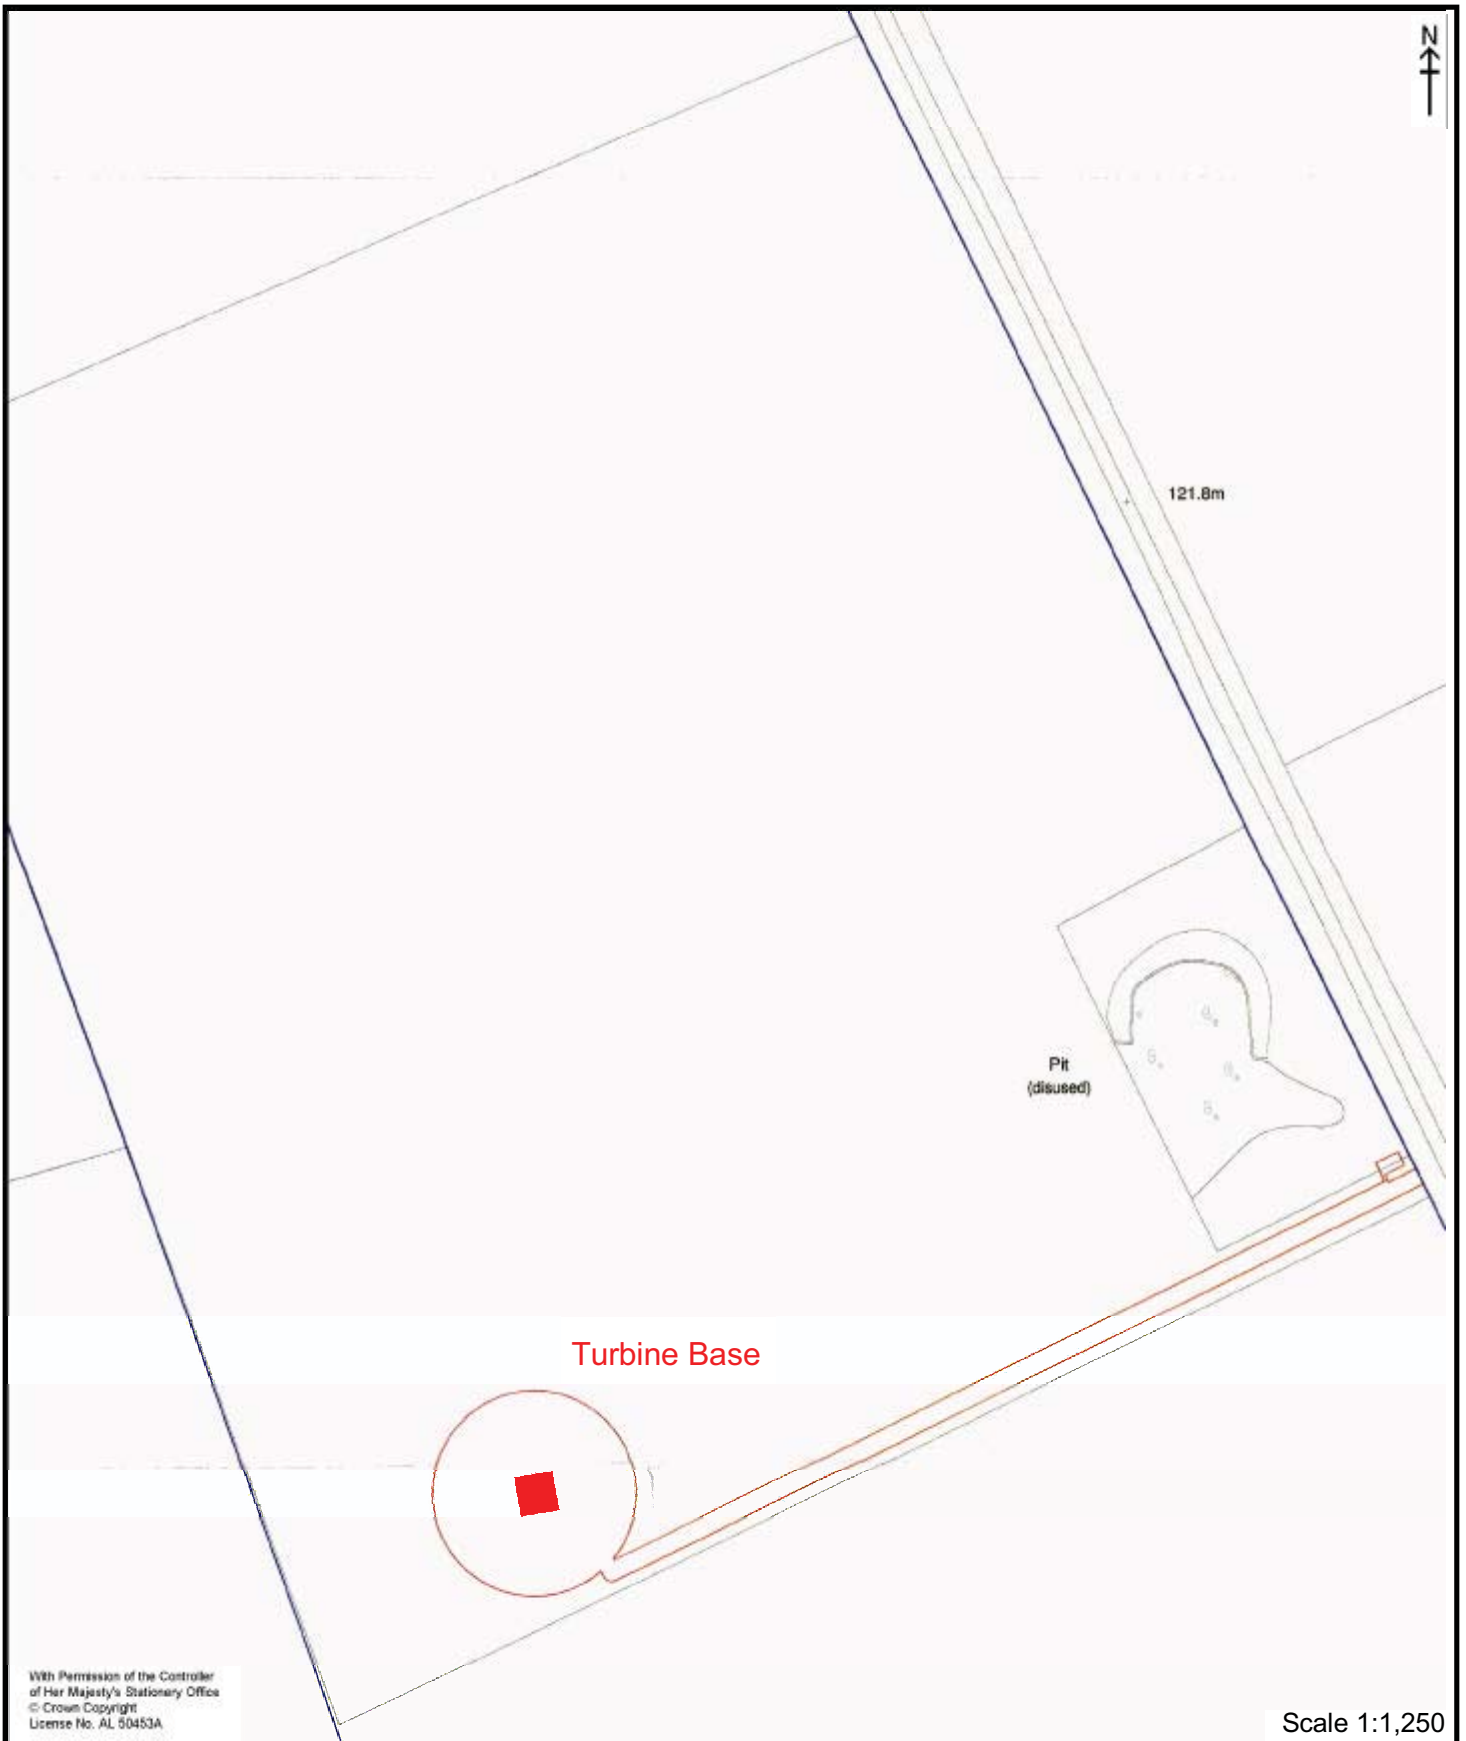 N
121.8m
Pit
(disused)
Turbine Base
With Permission of the Controller
of Her Majesty's Stationery Office
© Crown Copyright
License No. AL 50453A
Scale 1:1,250